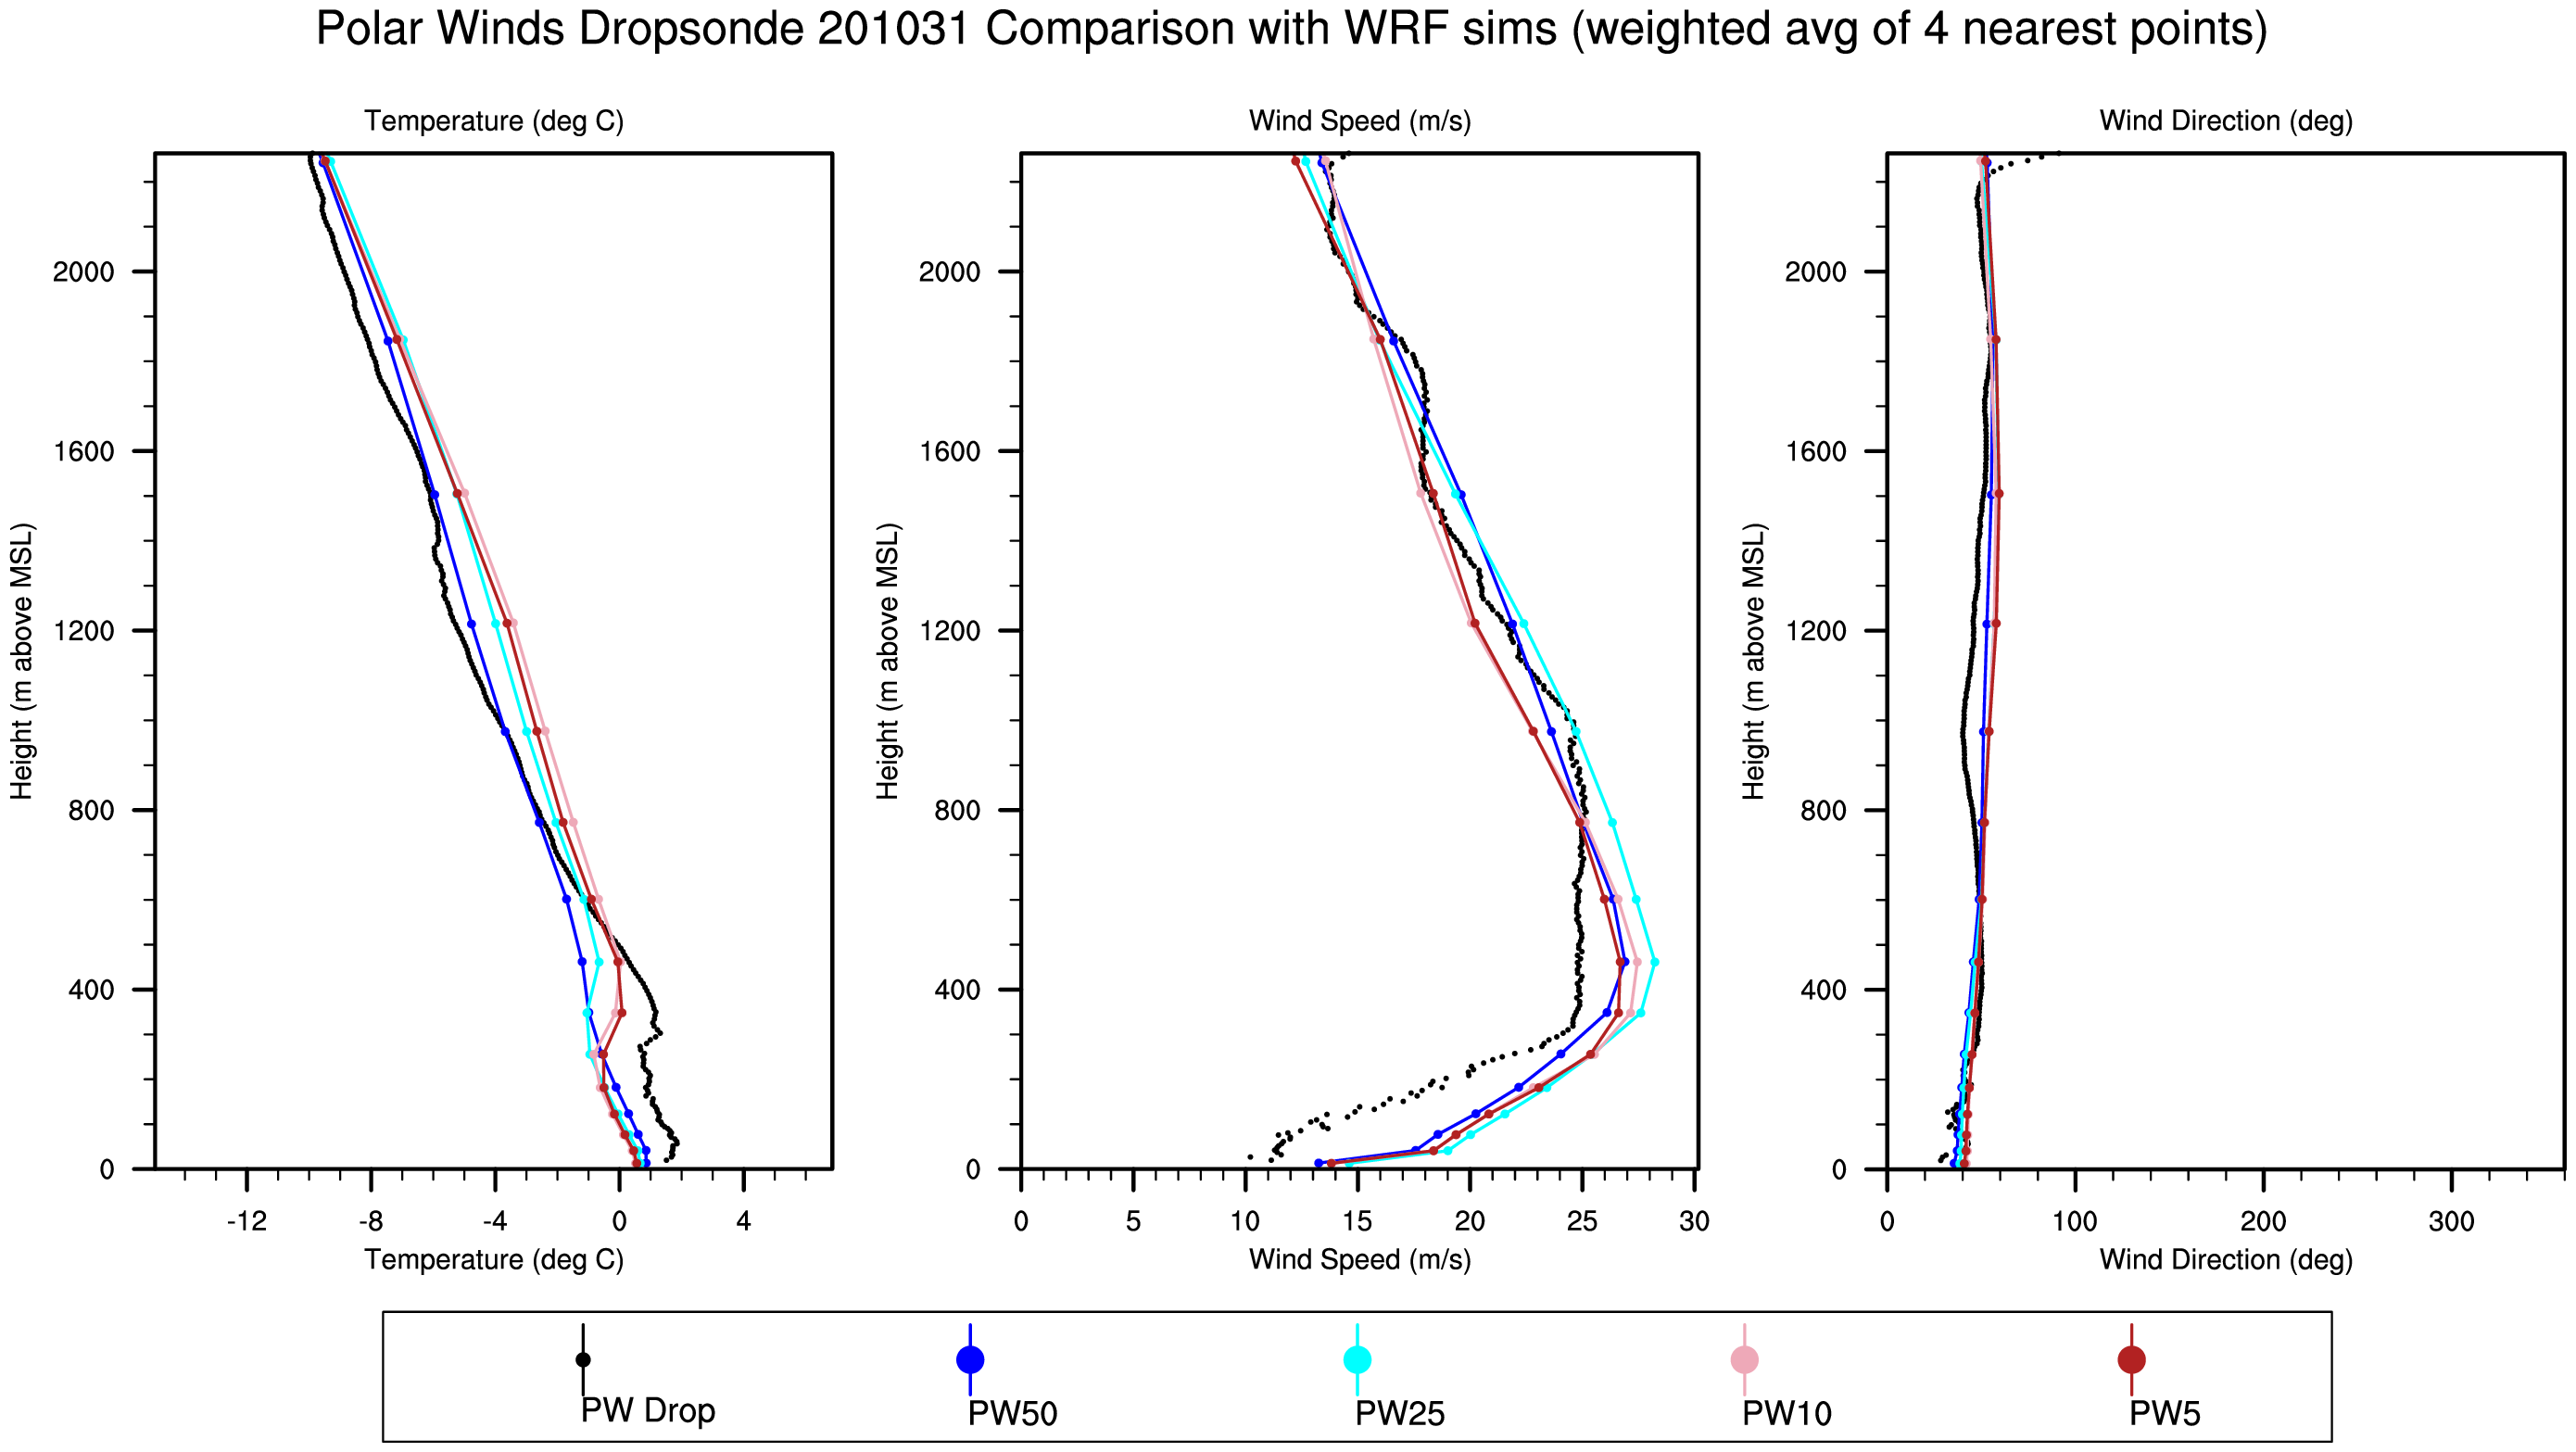 Polar Winds Dropsonde 201031 Comparison with WRF sims (weighted avg of 4 nearest points)
Temperature (deg C)
Wind Speed (m/s)
Wind Direction (deg)
Height (m above MSL)
2000
1600
1200
800
400
0
-12 -8 -4 0 4
Temperature (deg C)
Height (m above MSL)
2000
1600
1200
800
400
0
0 5 10 15 20 25 30
Wind Speed (m/s)
Height (m above MSL)
2000
1600
1200
800
400
0
0 100 200 300
Wind Direction (deg)
PW Drop
PW50
PW25
PW10
PW5